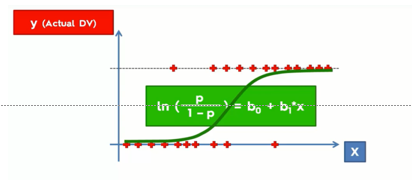 y (Actual DV)
ln ( p / 1 - p ) = b₀ + b₁*x
X